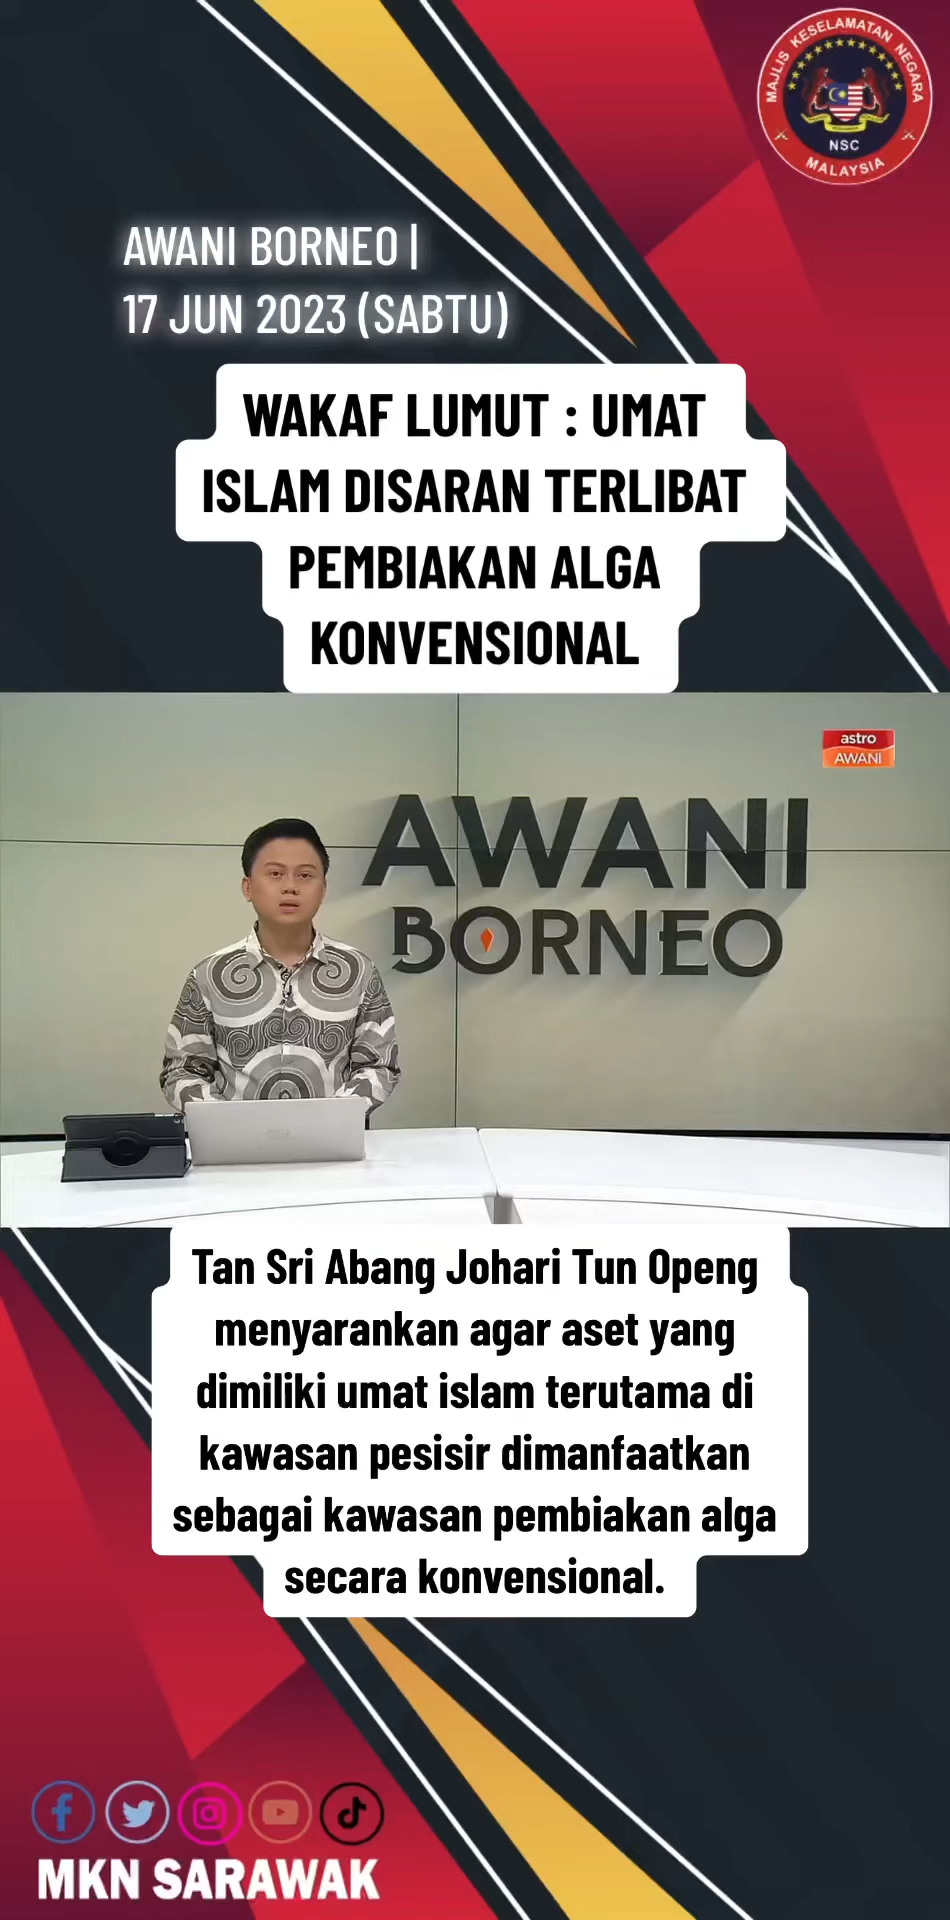 MAJLIS KESELAMATAN NEGARA
NSC
MALAYSIA
AWANI BORNEO |
17 JUN 2023 (SABTU)
WAKAF LUMUT : UMAT
ISLAM DISARAN TERLIBAT
PEMBIAKAN ALGA
KONVENSIONAL
astro
AWANI
AWANI
BORNEO
Tan Sri Abang Johari Tun Openg
menyarankan agar aset yang
dimiliki umat islam terutama di
kawasan pesisir dimanfaatkan
sebagai kawasan pembiakan alga
secara konvensional.
MKN SARAWAK